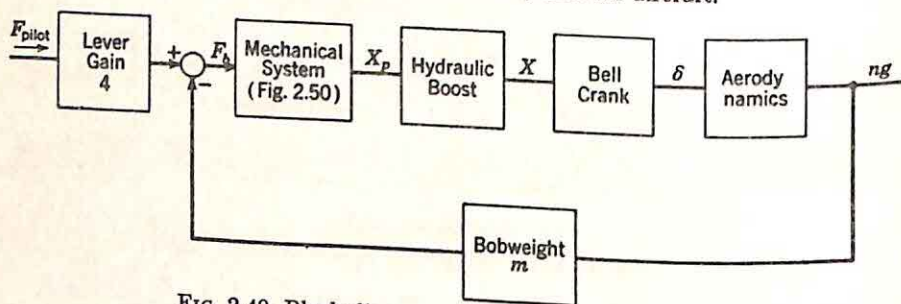 aircraft.
F_pilot
Lever
Gain
4
+
−
F_b
Mechanical
System
(Fig. 2.50)
X_p
Hydraulic
Boost
X
Bell
Crank
δ
Aerody
namics
ng
Bobweight
m
FIG. 2.49